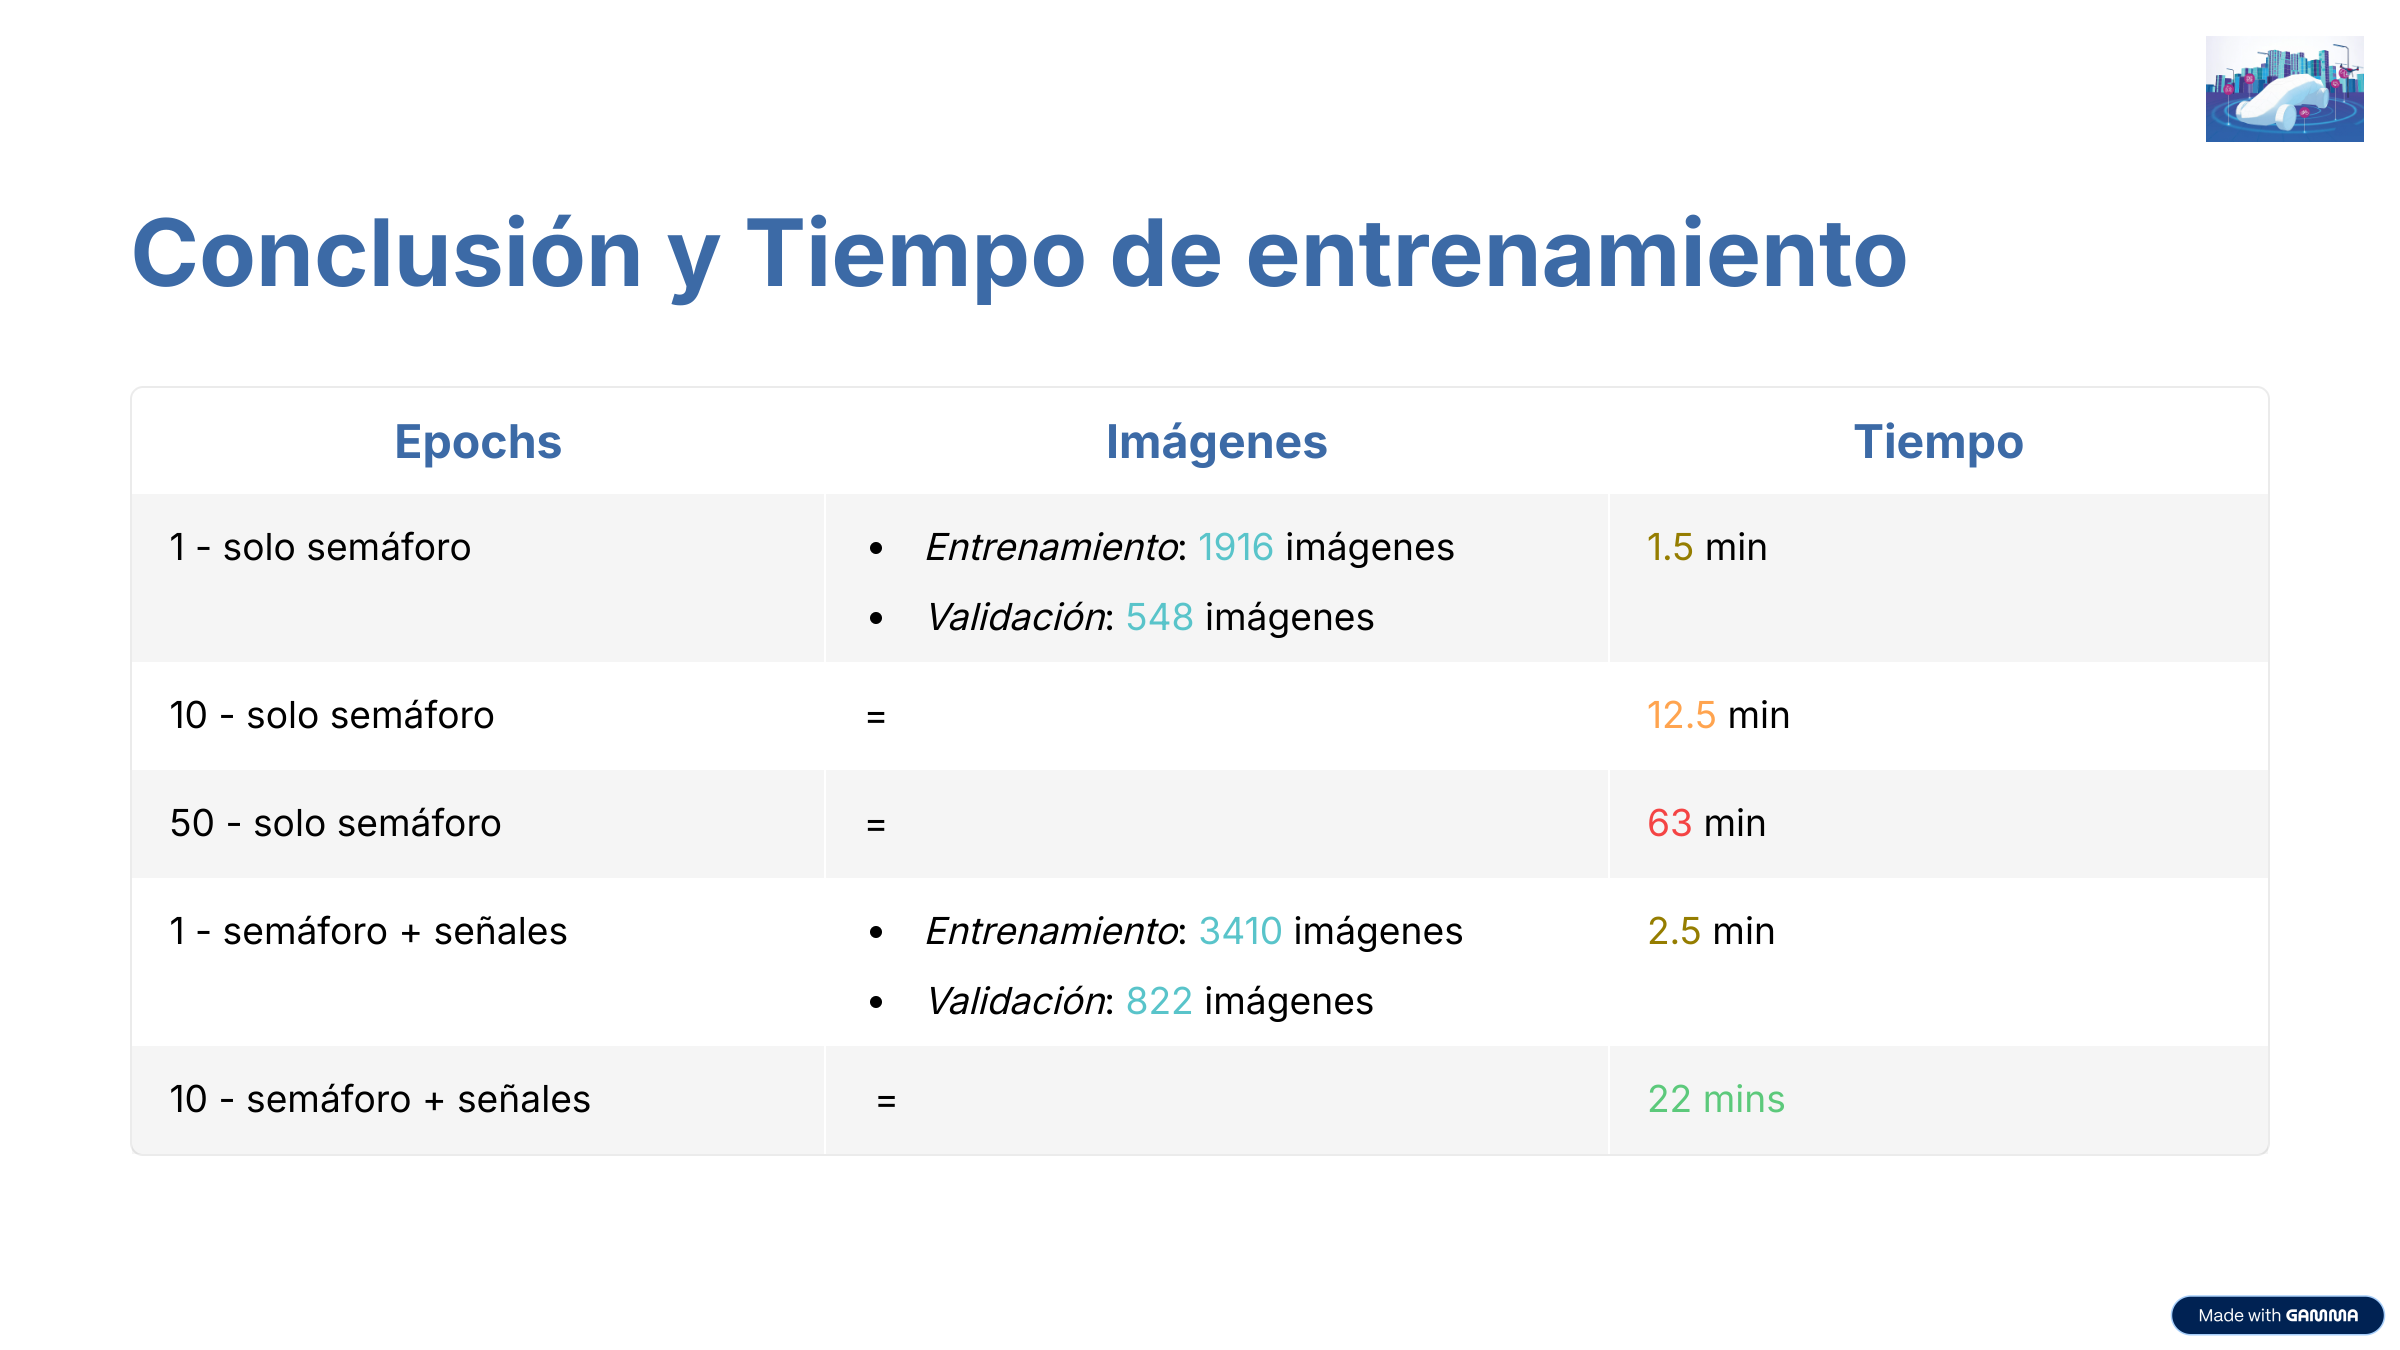 Conclusión y Tiempo de entrenamiento
Epochs Imágenes Tiempo
1 - solo semáforo
• Entrenamiento: 1916 imágenes
• Validación: 548 imágenes
1.5 min
10 - solo semáforo = 12.5 min
50 - solo semáforo = 63 min
1 - semáforo + señales
• Entrenamiento: 3410 imágenes
• Validación: 822 imágenes
2.5 min
10 - semáforo + señales = 22 mins
Made with GAMMA